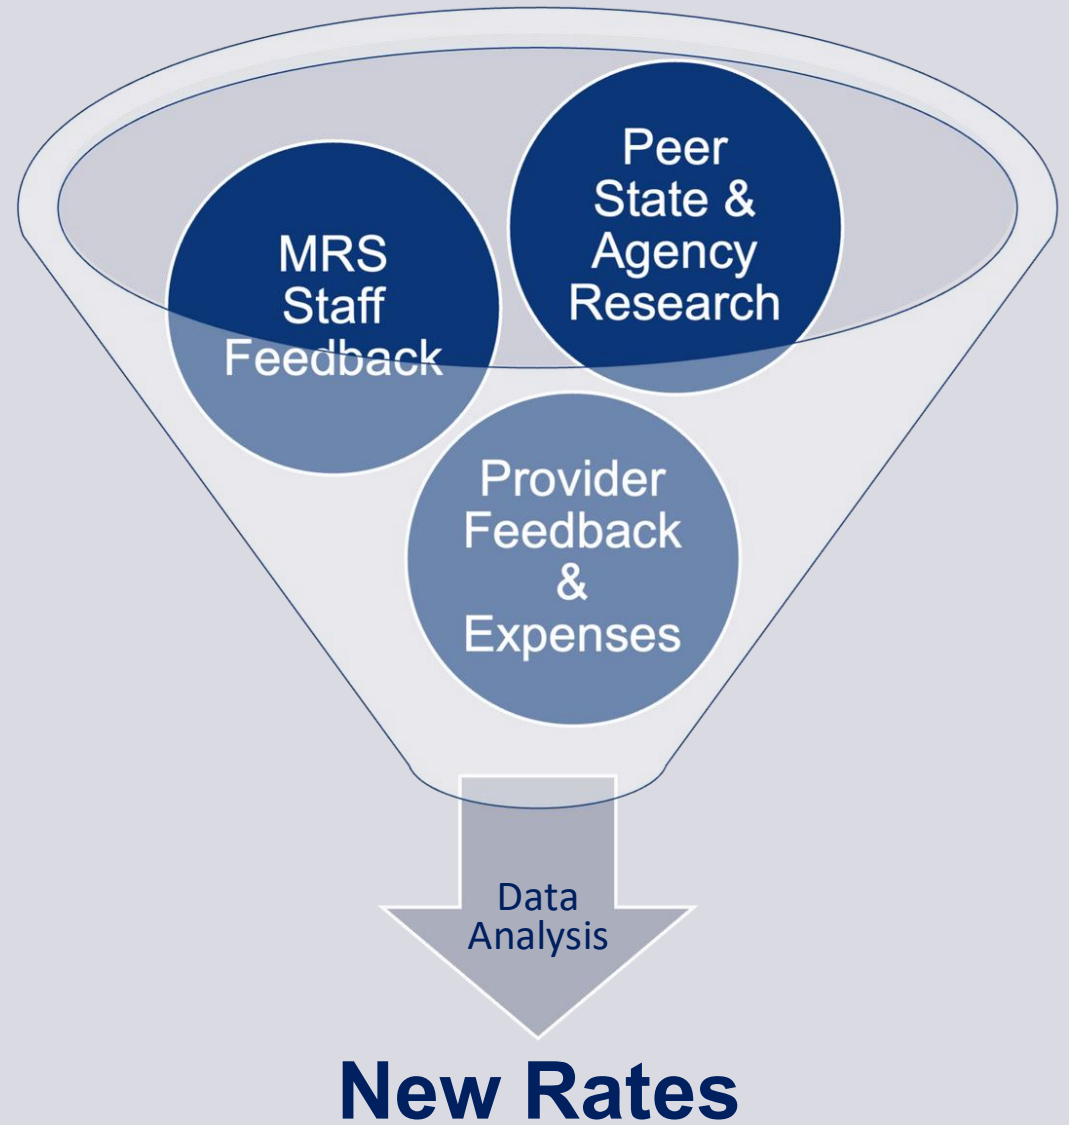 Peer
State &
Agency
Research
MRS
Staff
Feedback
Provider
Feedback
&
Expenses
Data
Analysis
New Rates